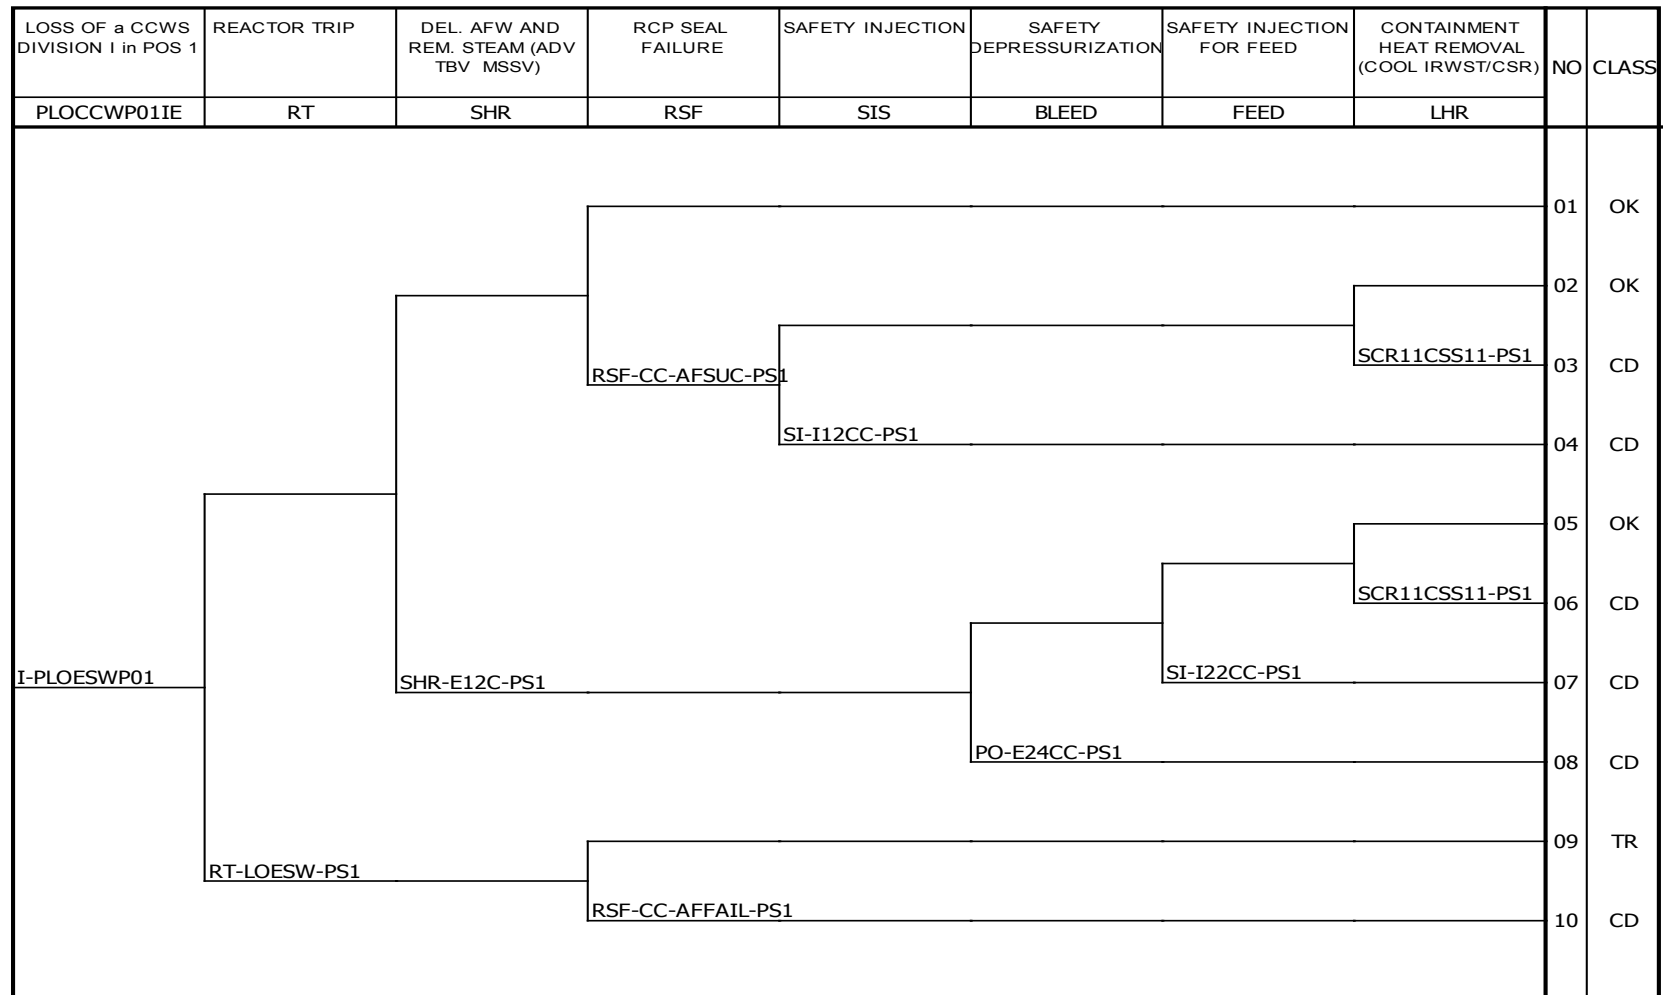 LOSS OF a CCWS
DIVISION I in POS 1
REACTOR TRIP
DEL. AFW AND
REM. STEAM (ADV
TBV MSSV)
RCP SEAL
FAILURE
SAFETY INJECTION
SAFETY
DEPRESSURIZATION
SAFETY INJECTION
FOR FEED
CONTAINMENT
HEAT REMOVAL
(COOL IRWST/CSR)
NO
CLASS
PLOCCWP01IE
RT
SHR
RSF
SIS
BLEED
FEED
LHR
01 OK
02 OK
SCR11CSS11-PS1
03 CD
RSF-CC-AFSUC-PS1
SI-I12CC-PS1
04 CD
05 OK
SCR11CSS11-PS1
06 CD
I-PLOESWP01
SHR-E12C-PS1
SI-I22CC-PS1
07 CD
PO-E24CC-PS1
08 CD
09 TR
RT-LOESW-PS1
RSF-CC-AFFAIL-PS1
10 CD